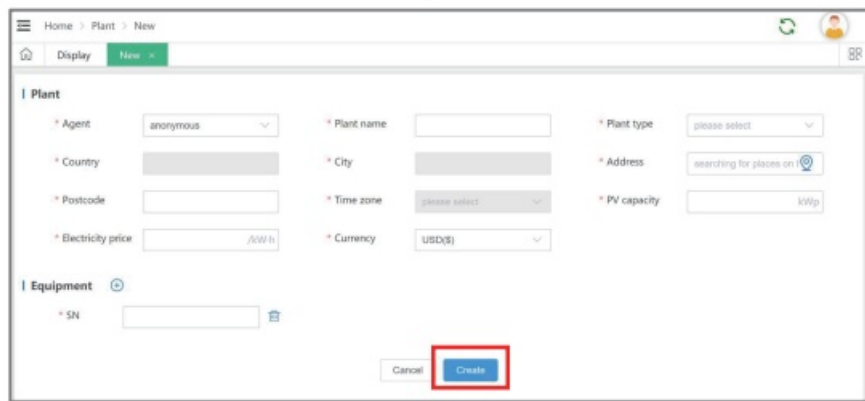 Home > Plant > New
Display New ×
Plant
* Agent anonymous * Plant name * Plant type please select
* Country * City * Address searching for places on
* Postcode * Time zone please select * PV capacity kWp
* Electricity price /kW·h * Currency USD($)
Equipment
* SN
Cancel Create